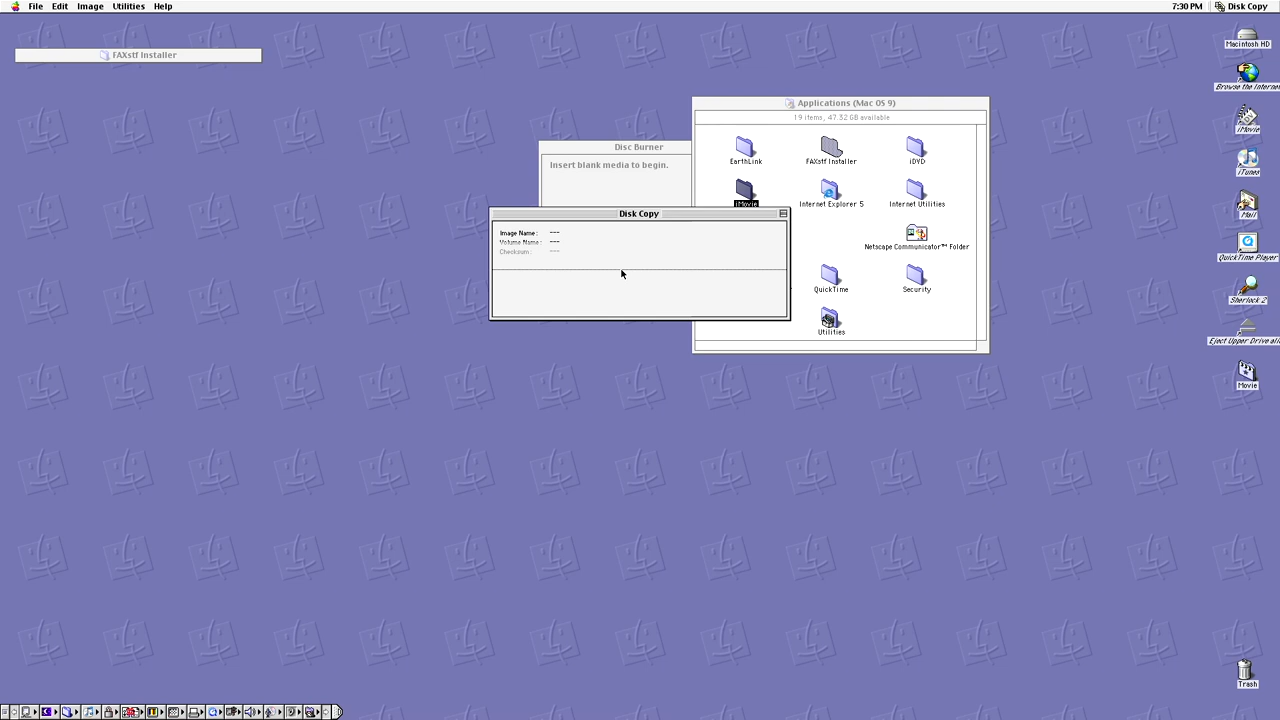 File Edit Image Utilities Help
7:30 PM Disk Copy
FAXstf Installer
Macintosh HD
Browse the Internet
iMovie
iTunes
Mail
QuickTime Player
Sherlock 2
Movie
Trash
Applications (Mac OS 9)
19 items, 47.32 GB available
EarthLink FAXstf Installer iDVD
iMovie Internet Explorer 5 Internet Utilities
Netscape Communicator™ Folder
QuickTime Security
Utilities
Disc Burner
Insert blank media to begin.
Disk Copy
Image Name: ---
Volume Name: ---
Checksum: ---